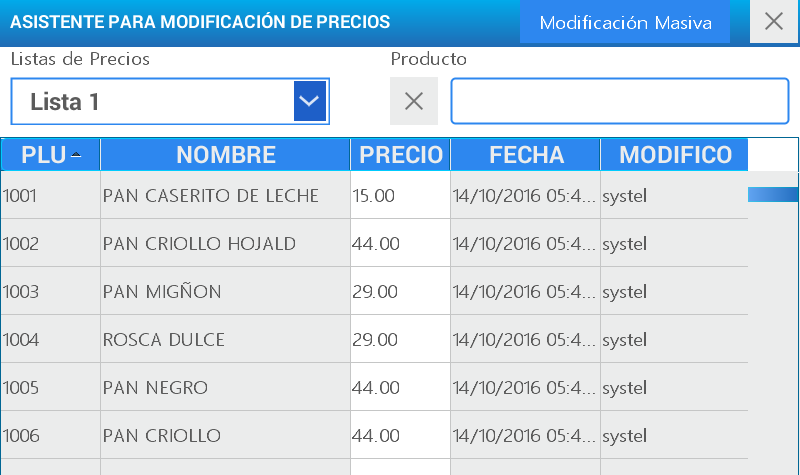 ASISTENTE PARA MODIFICACIÓN DE PRECIOS Modificación Masiva
Listas de Precios Producto
Lista 1
PLU NOMBRE PRECIO FECHA MODIFICO
1001 PAN CASERITO DE LECHE 15.00 14/10/2016 05:4... systel
1002 PAN CRIOLLO HOJALD 44.00 14/10/2016 05:4... systel
1003 PAN MIGÑON 29.00 14/10/2016 05:4... systel
1004 ROSCA DULCE 29.00 14/10/2016 05:4... systel
1005 PAN NEGRO 44.00 14/10/2016 05:4... systel
1006 PAN CRIOLLO 44.00 14/10/2016 05:4... systel